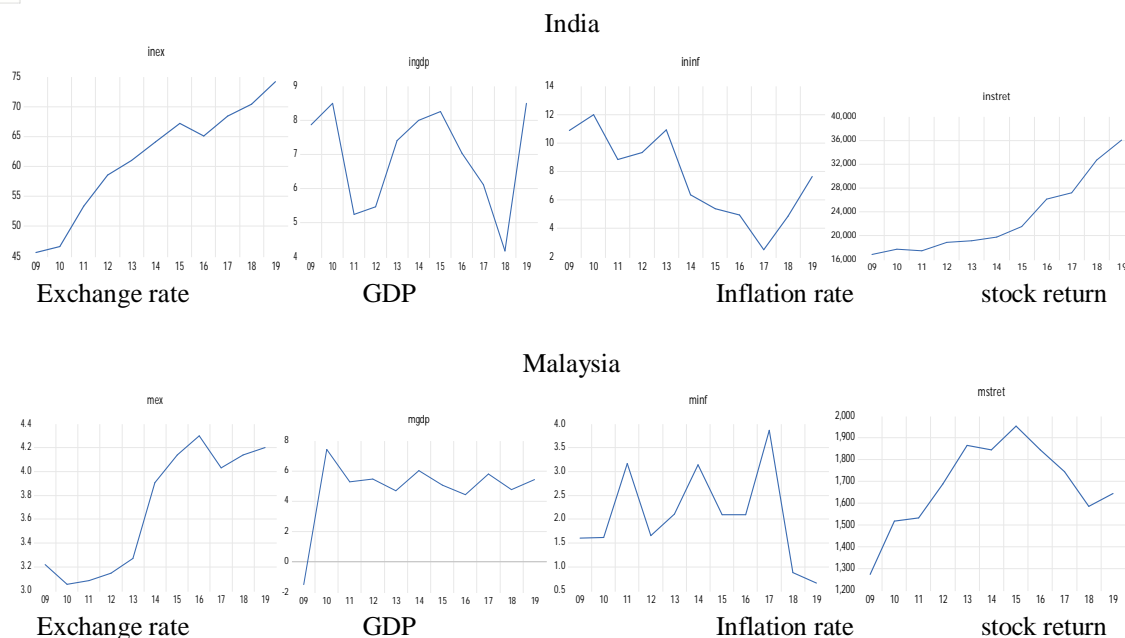 India
inex
75
70
65
60
55
50
45
09 10 11 12 13 14 15 16 17 18 19
ingdp
9
8
7
6
5
4
09 10 11 12 13 14 15 16 17 18 19
ininf
14
12
10
8
6
4
2
09 10 11 12 13 14 15 16 17 18 19
instret
40,000
36,000
32,000
28,000
24,000
20,000
16,000
09 10 11 12 13 14 15 16 17 18 19
Exchange rate GDP Inflation rate stock return
Malaysia
mex
4.4
4.2
4.0
3.8
3.6
3.4
3.2
3.0
09 10 11 12 13 14 15 16 17 18 19
mgdp
8
6
4
2
0
-2
09 10 11 12 13 14 15 16 17 18 19
minf
4.0
3.5
3.0
2.5
2.0
1.5
1.0
0.5
09 10 11 12 13 14 15 16 17 18 19
mstret
2,000
1,900
1,800
1,700
1,600
1,500
1,400
1,300
1,200
09 10 11 12 13 14 15 16 17 18 19
Exchange rate GDP Inflation rate stock return